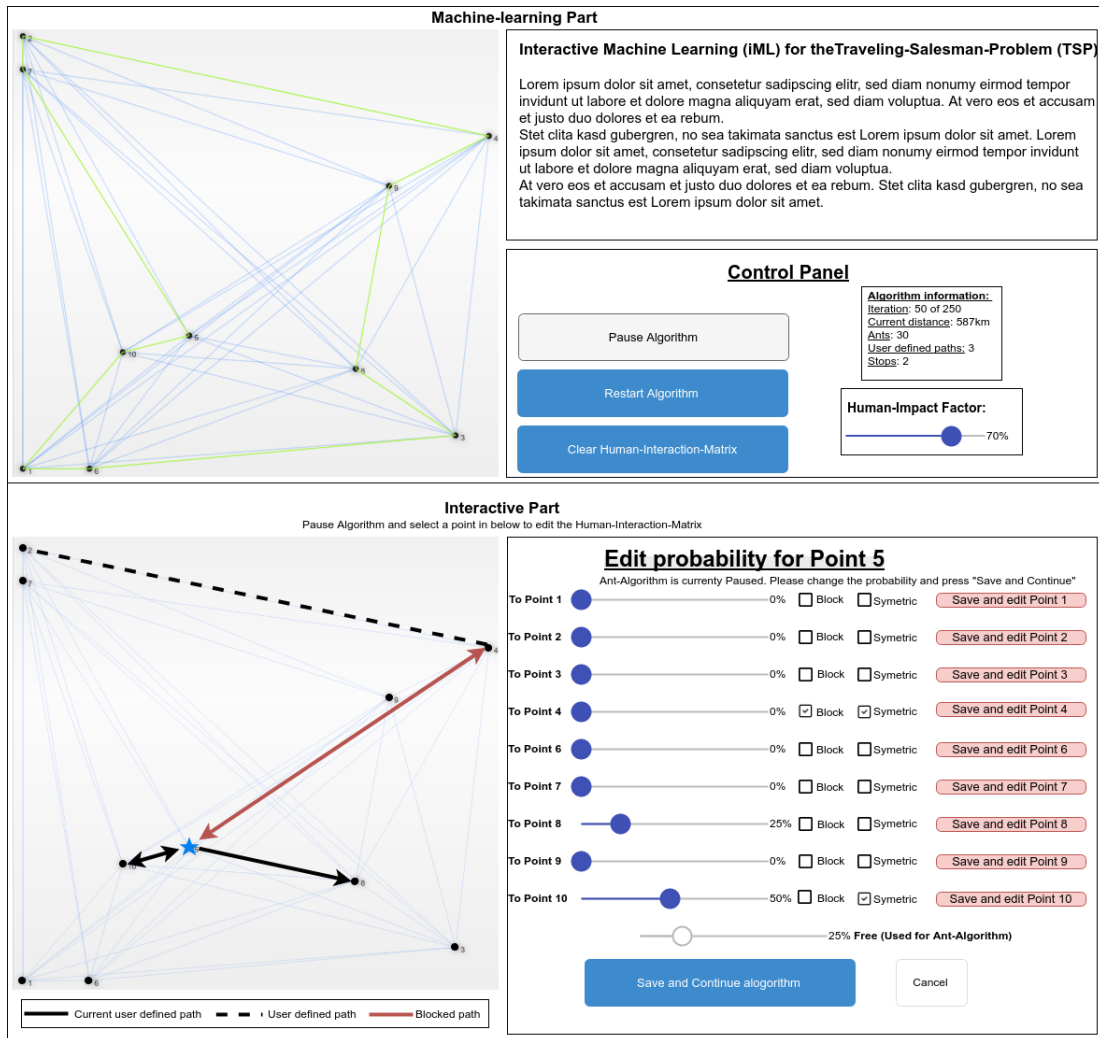 Machine-learning Part
2
7
4
9
5
10
8
3
1
6
Interactive Machine Learning (iML) for theTraveling-Salesman-Problem (TSP)
Lorem ipsum dolor sit amet, consetetur sadipscing elitr, sed diam nonumy eirmod tempor
invidunt ut labore et dolore magna aliquyam erat, sed diam voluptua. At vero eos et accusam
et justo duo dolores et ea rebum.
Stet clita kasd gubergren, no sea takimata sanctus est Lorem ipsum dolor sit amet. Lorem
ipsum dolor sit amet, consetetur sadipscing elitr, sed diam nonumy eirmod tempor invidunt
ut labore et dolore magna aliquyam erat, sed diam voluptua.
At vero eos et accusam et justo duo dolores et ea rebum. Stet clita kasd gubergren, no sea
takimata sanctus est Lorem ipsum dolor sit amet.
Control Panel
Pause Algorithm
Restart Algorithm
Clear Human-Interaction-Matrix
Algorithm information:
Iteration: 50 of 250
Current distance: 587km
Ants: 30
User defined paths: 3
Stops: 2
Human-Impact Factor:
70%
Interactive Part
Pause Algorithm and select a point in below to edit the Human-Interaction-Matrix
2
7
4
9
10
8
3
1
6
Current user defined path
User defined path
Blocked path
Edit probability for Point 5
Ant-Algorithm is currenty Paused. Please change the probability and press "Save and Continue"
To Point 1 0% Block Symetric Save and edit Point 1
To Point 2 0% Block Symetric Save and edit Point 2
To Point 3 0% Block Symetric Save and edit Point 3
To Point 4 0% Block Symetric Save and edit Point 4
To Point 6 0% Block Symetric Save and edit Point 6
To Point 7 0% Block Symetric Save and edit Point 7
To Point 8 25% Block Symetric Save and edit Point 8
To Point 9 0% Block Symetric Save and edit Point 9
To Point 10 50% Block Symetric Save and edit Point 10
25% Free (Used for Ant-Algorithm)
Save and Continue alogorithm
Cancel